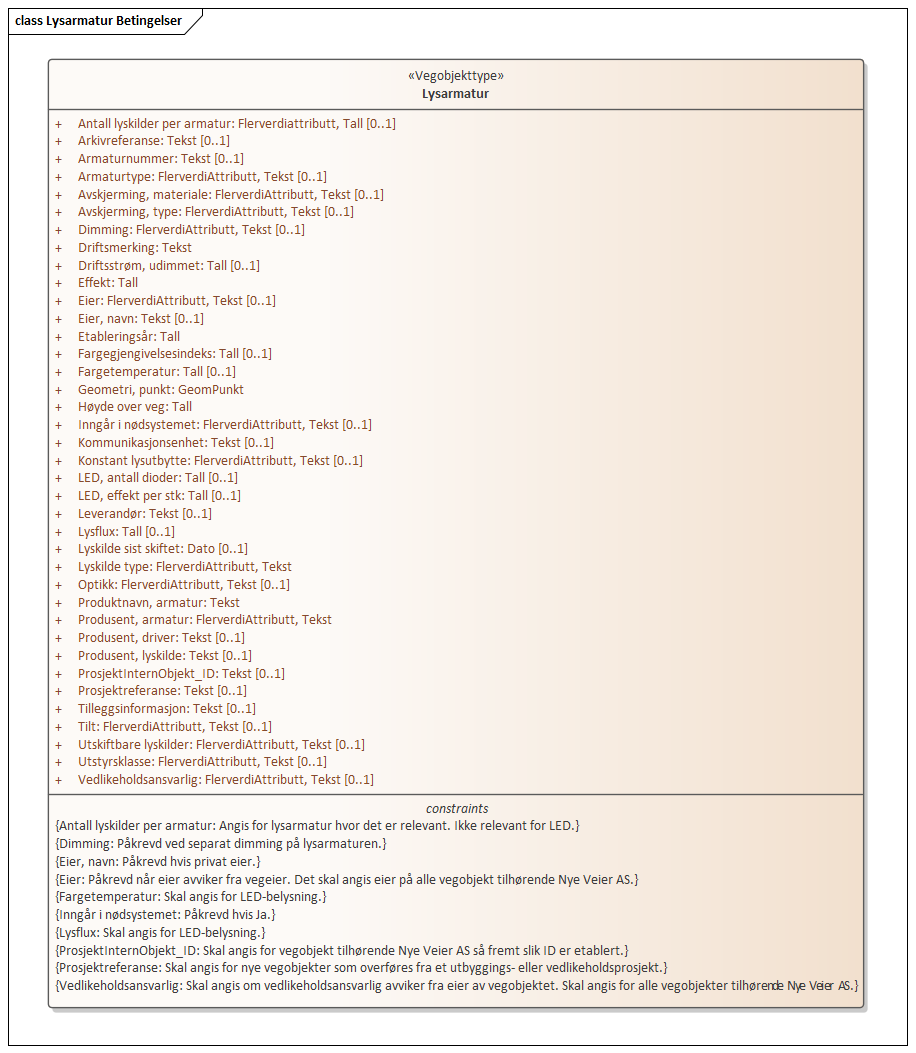 class Lysarmatur Betingelser
«Vegobjekttype»
Lysarmatur
+ Antall lyskilder per armatur: Flerverdiattributt, Tall [0..1]
+ Arkivreferanse: Tekst [0..1]
+ Armaturnummer: Tekst [0..1]
+ Armaturtype: FlerverdiAttributt, Tekst [0..1]
+ Avskjerming, materiale: FlerverdiAttributt, Tekst [0..1]
+ Avskjerming, type: FlerverdiAttributt, Tekst [0..1]
+ Dimming: FlerverdiAttributt, Tekst [0..1]
+ Driftsmerking: Tekst
+ Driftsstrøm, udimmet: Tall [0..1]
+ Effekt: Tall
+ Eier: FlerverdiAttributt, Tekst [0..1]
+ Eier, navn: Tekst [0..1]
+ Etableringsår: Tall
+ Fargegjengivelsesindeks: Tall [0..1]
+ Fargetemperatur: Tall [0..1]
+ Geometri, punkt: GeomPunkt
+ Høyde over veg: Tall
+ Inngår i nødsystemet: FlerverdiAttributt, Tekst [0..1]
+ Kommunikasjonsenhet: Tekst [0..1]
+ Konstant lysutbytte: FlerverdiAttributt, Tekst [0..1]
+ LED, antall dioder: Tall [0..1]
+ LED, effekt per stk: Tall [0..1]
+ Leverandør: Tekst [0..1]
+ Lysflux: Tall [0..1]
+ Lyskilde sist skiftet: Dato [0..1]
+ Lyskilde type: FlerverdiAttributt, Tekst
+ Optikk: FlerverdiAttributt, Tekst [0..1]
+ Produktnavn, armatur: Tekst
+ Produsent, armatur: FlerverdiAttributt, Tekst
+ Produsent, driver: Tekst [0..1]
+ Produsent, lyskilde: Tekst [0..1]
+ ProsjektInternObjekt_ID: Tekst [0..1]
+ Prosjektreferanse: Tekst [0..1]
+ Tilleggsinformasjon: Tekst [0..1]
+ Tilt: FlerverdiAttributt, Tekst [0..1]
+ Utskiftbare lyskilder: FlerverdiAttributt, Tekst [0..1]
+ Utstyrsklasse: FlerverdiAttributt, Tekst [0..1]
+ Vedlikeholdsansvarlig: FlerverdiAttributt, Tekst [0..1]
constraints
{Antall lyskilder per armatur: Angis for lysarmatur hvor det er relevant. Ikke relevant for LED.}
{Dimming: Påkrevd ved separat dimming på lysarmaturen.}
{Eier, navn: Påkrevd hvis privat eier.}
{Eier: Påkrevd når eier avviker fra vegeier. Det skal angis eier på alle vegobjekt tilhørende Nye Veier AS.}
{Fargetemperatur: Skal angis for LED-belysning.}
{Inngår i nødsystemet: Påkrevd hvis Ja.}
{Lysflux: Skal angis for LED-belysning.}
{ProsjektInternObjekt_ID: Skal angis for vegobjekt tilhørende Nye Veier AS så fremt slik ID er etablert.}
{Prosjektreferanse: Skal angis for nye vegobjekter som overføres fra et utbyggings- eller vedlikeholdsprosjekt.}
{Vedlikeholdsansvarlig: Skal angis om vedlikeholdsansvarlig avviker fra eier av vegobjektet. Skal angis for alle vegobjekter tilhørende Nye Veier AS.}